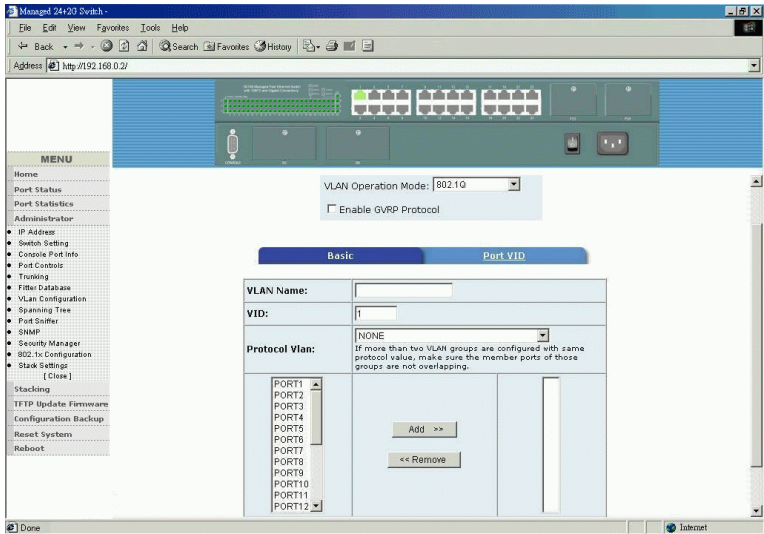 Managed 24+2G Switch -
File Edit View Favorites Tools Help
Back Search Favorites History
Address http://192.168.0.2/
MENU
Home
Port Status
Port Statistics
Administrator
IP Address
Switch Setting
Console Port Info
Port Controls
Trunking
Filter Database
VLan Configuration
Spanning Tree
Port Sniffer
SNMP
Security Manager
802.1x Configuration
Stack Settings
[ Close ]
Stacking
TFTP Update Firmware
Configuration Backup
Reset System
Reboot
VLAN Operation Mode: 802.1Q
Enable GVRP Protocol
Basic Port VID
VLAN Name:
VID: 1
Protocol Vlan: NONE
If more than two VLAN groups are configured with same
protocol value, make sure the member ports of those
groups are not overlapping.
PORT1
PORT2
PORT3
PORT4
PORT5
PORT6
PORT7
PORT8
PORT9
PORT10
PORT11
PORT12
Add >>
<< Remove
Done Internet